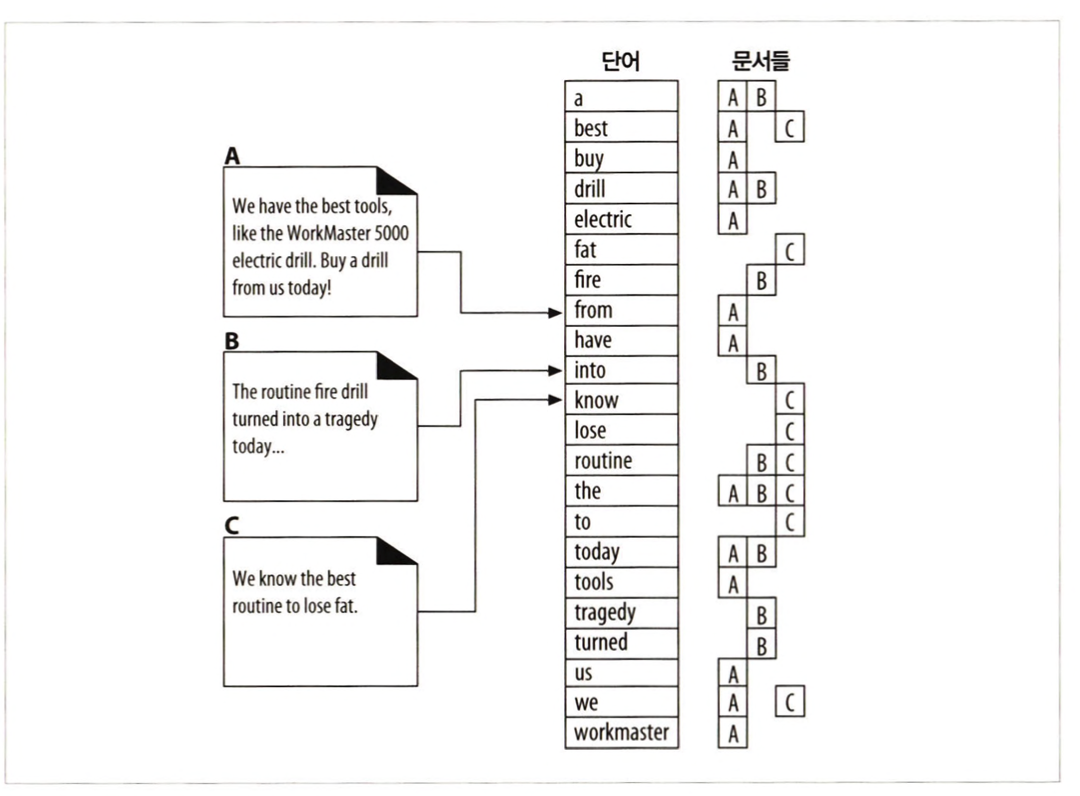 단어 문서들
A
We have the best tools,
like the WorkMaster 5000
electric drill. Buy a drill
from us today!
B
The routine fire drill
turned into a tragedy
today...
C
We know the best
routine to lose fat.
a A B
best A C
buy A
drill A B
electric A
fat C
fire B
from A
have A
into B
know C
lose C
routine B C
the A B C
to C
today A B
tools A
tragedy B
turned B
us A
we A C
workmaster A